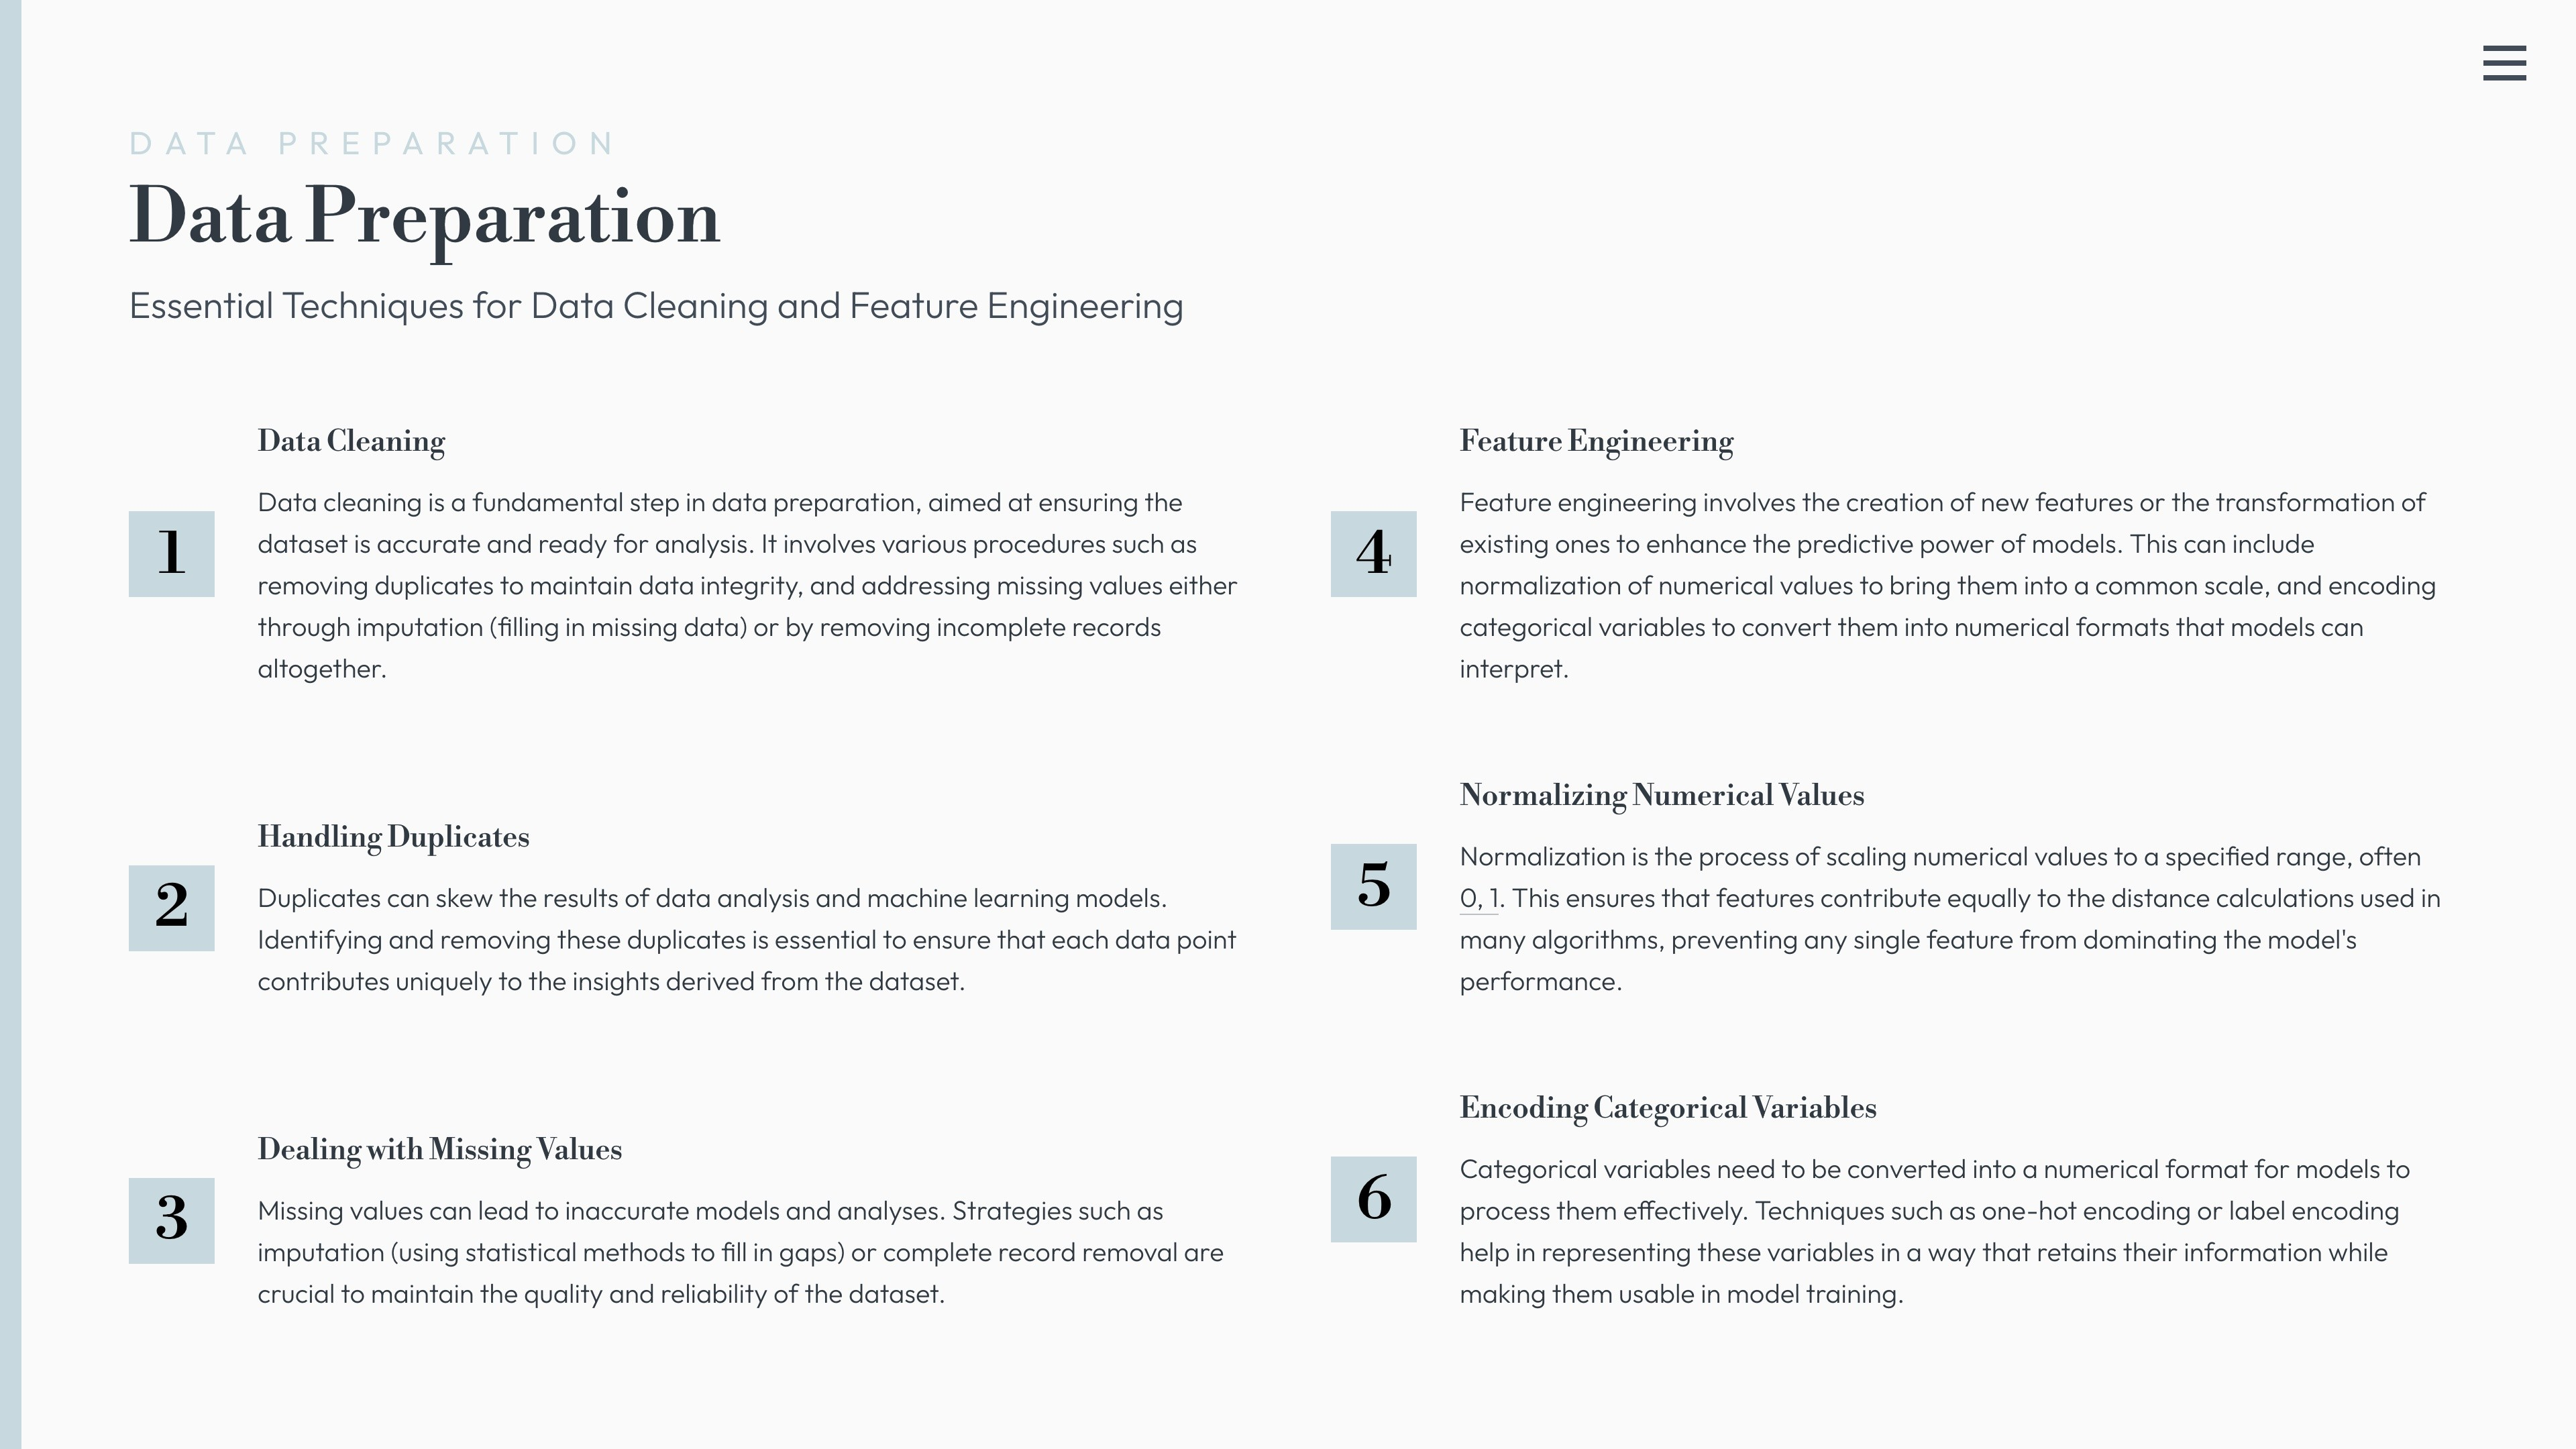 DATA PREPARATION
Data Preparation
Essential Techniques for Data Cleaning and Feature Engineering
1
Data Cleaning
Data cleaning is a fundamental step in data preparation, aimed at ensuring the
dataset is accurate and ready for analysis. It involves various procedures such as
removing duplicates to maintain data integrity, and addressing missing values either
through imputation (filling in missing data) or by removing incomplete records
altogether.
2
Handling Duplicates
Duplicates can skew the results of data analysis and machine learning models.
Identifying and removing these duplicates is essential to ensure that each data point
contributes uniquely to the insights derived from the dataset.
3
Dealing with Missing Values
Missing values can lead to inaccurate models and analyses. Strategies such as
imputation (using statistical methods to fill in gaps) or complete record removal are
crucial to maintain the quality and reliability of the dataset.
4
Feature Engineering
Feature engineering involves the creation of new features or the transformation of
existing ones to enhance the predictive power of models. This can include
normalization of numerical values to bring them into a common scale, and encoding
categorical variables to convert them into numerical formats that models can
interpret.
5
Normalizing Numerical Values
Normalization is the process of scaling numerical values to a specified range, often
0, 1. This ensures that features contribute equally to the distance calculations used in
many algorithms, preventing any single feature from dominating the model's
performance.
6
Encoding Categorical Variables
Categorical variables need to be converted into a numerical format for models to
process them effectively. Techniques such as one-hot encoding or label encoding
help in representing these variables in a way that retains their information while
making them usable in model training.